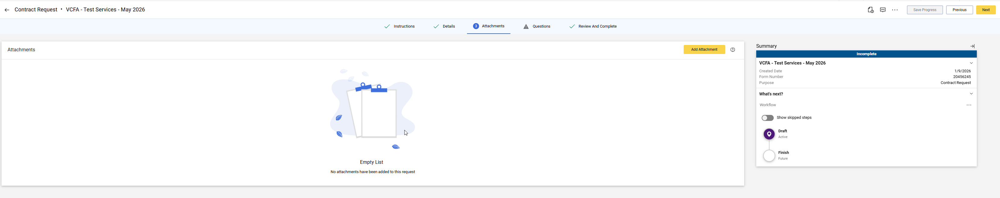 Contract Request • VCFA - Test Services - May 2026
Save Progress
Previous
Next
Instructions
Details
3 Attachments
Questions
Review And Complete
Attachments
Add Attachment
Empty List
No attachments have been added to this request
Summary
Incomplete
VCFA - Test Services - May 2026
Created Date 1/9/2026
Form Number 20456245
Purpose Contract Request
What's next?
Workflow
Show skipped steps
Draft
Active
Finish
Future